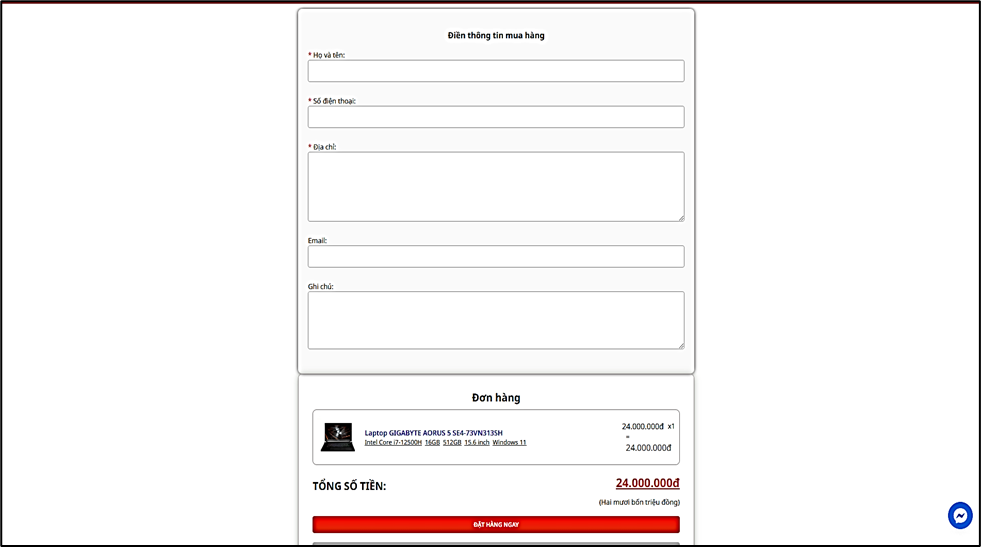 Điền thông tin mua hàng
* Họ và tên:
* Số điện thoại:
* Địa chỉ:
Email:
Ghi chú:
Đơn hàng
Laptop GIGABYTE AORUS 5 SE4-73VN313SH
Intel Core i7-12500H 16GB 512GB 15.6 inch Windows 11
24.000.000đ x1
=
24.000.000đ
TỔNG SỐ TIỀN:
24.000.000đ
(Hai mươi bốn triệu đồng)
ĐẶT HÀNG NGAY